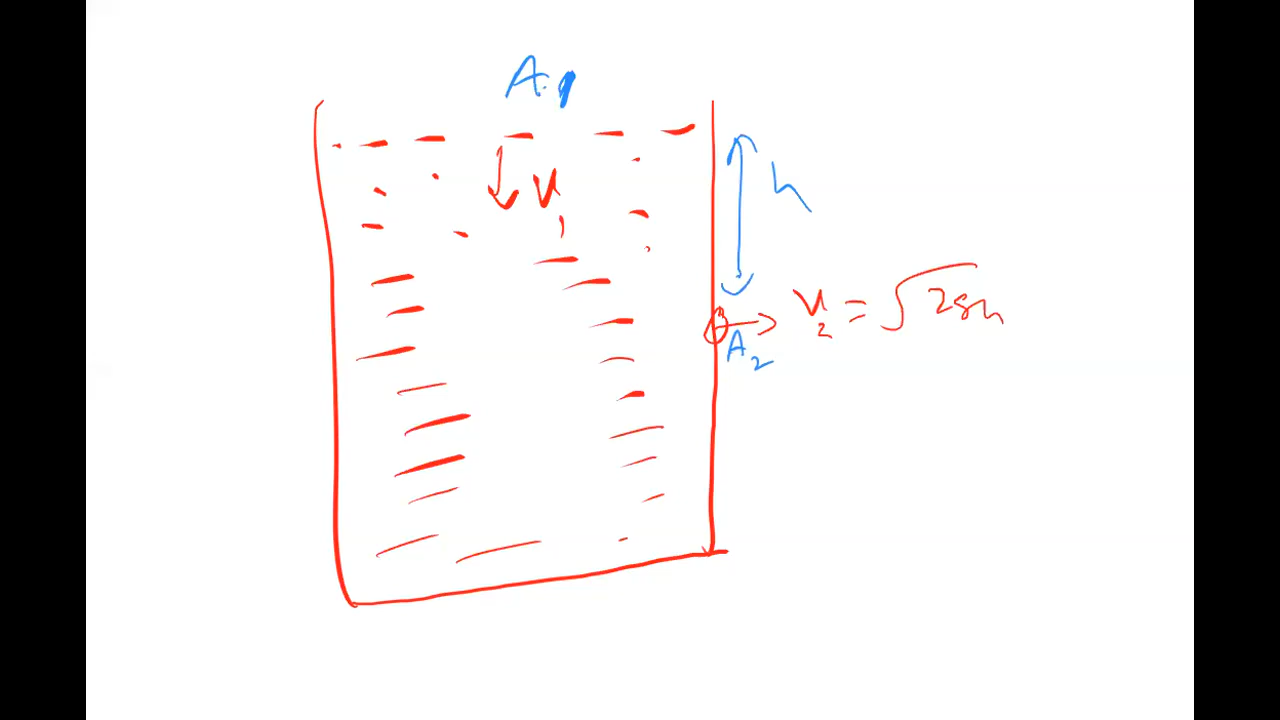 A₁
v₁
h
v₂ = √2gh
A₂